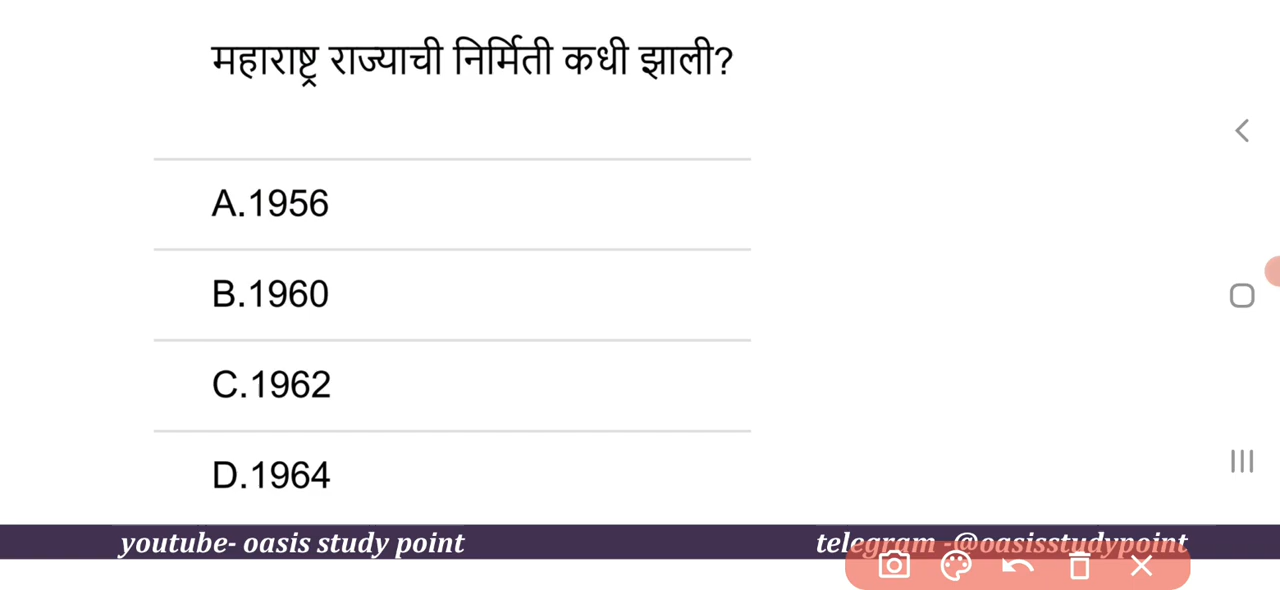 महाराष्ट्र राज्याची निर्मिती कधी झाली?
A.1956
B.1960
C.1962
D.1964
youtube- oasis study point
telegram -@oasisstudypoint